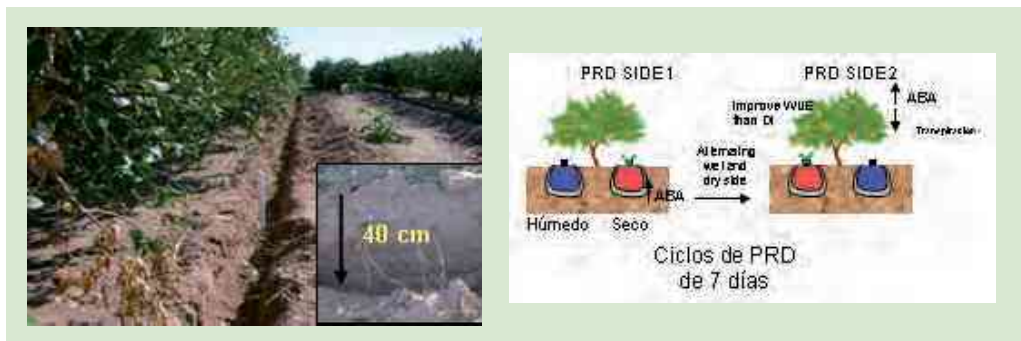 40 cm
PRD SIDE1
PRD SIDE2
Improve WUE
than DI
ABA
Alternating
wet and
dry side
ABA
Húmedo Seco
Ciclos de PRD
de 7 días